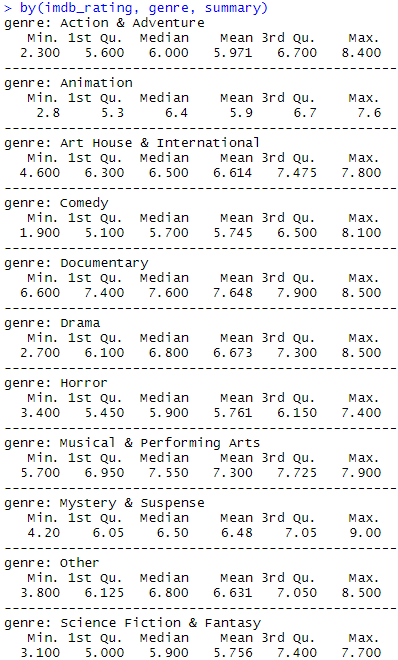 > by(imdb_rating, genre, summary)
genre: Action & Adventure
Min. 1st Qu. Median Mean 3rd Qu. Max.
2.300 5.600 6.000 5.971 6.700 8.400
------------------------------------------------
genre: Animation
Min. 1st Qu. Median Mean 3rd Qu. Max.
2.8 5.3 6.4 5.9 6.7 7.6
------------------------------------------------
genre: Art House & International
Min. 1st Qu. Median Mean 3rd Qu. Max.
4.600 6.300 6.500 6.614 7.475 7.800
------------------------------------------------
genre: Comedy
Min. 1st Qu. Median Mean 3rd Qu. Max.
1.900 5.100 5.700 5.745 6.500 8.100
------------------------------------------------
genre: Documentary
Min. 1st Qu. Median Mean 3rd Qu. Max.
6.600 7.400 7.600 7.648 7.900 8.500
------------------------------------------------
genre: Drama
Min. 1st Qu. Median Mean 3rd Qu. Max.
2.700 6.100 6.800 6.673 7.300 8.500
------------------------------------------------
genre: Horror
Min. 1st Qu. Median Mean 3rd Qu. Max.
3.400 5.450 5.900 5.761 6.150 7.400
------------------------------------------------
genre: Musical & Performing Arts
Min. 1st Qu. Median Mean 3rd Qu. Max.
5.700 6.950 7.550 7.300 7.725 7.900
------------------------------------------------
genre: Mystery & Suspense
Min. 1st Qu. Median Mean 3rd Qu. Max.
4.20 6.05 6.50 6.48 7.05 9.00
------------------------------------------------
genre: Other
Min. 1st Qu. Median Mean 3rd Qu. Max.
3.800 6.125 6.800 6.631 7.050 8.500
------------------------------------------------
genre: Science Fiction & Fantasy
Min. 1st Qu. Median Mean 3rd Qu. Max.
3.100 5.000 5.900 5.756 7.400 7.700